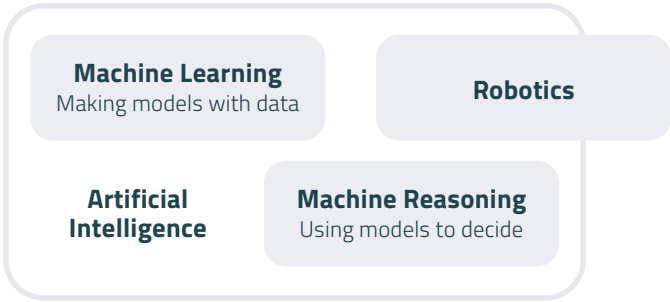 Machine Learning
Making models with data
Robotics
Artificial
Intelligence
Machine Reasoning
Using models to decide